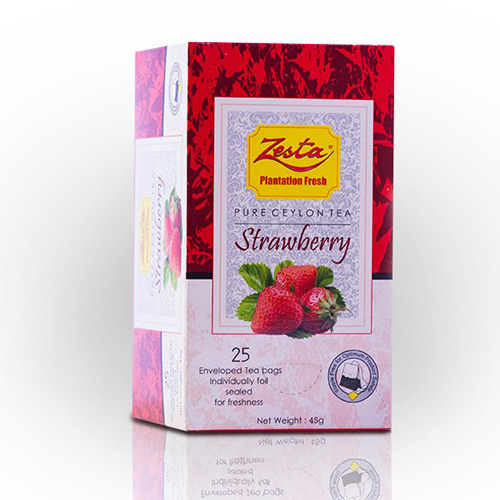 Zesta®
Plantation Fresh
PURE CEYLON TEA
Strawberry
25
Enveloped Tea bags
Individually foil
sealed
for freshness
Net Weight : 45g
Strawberry